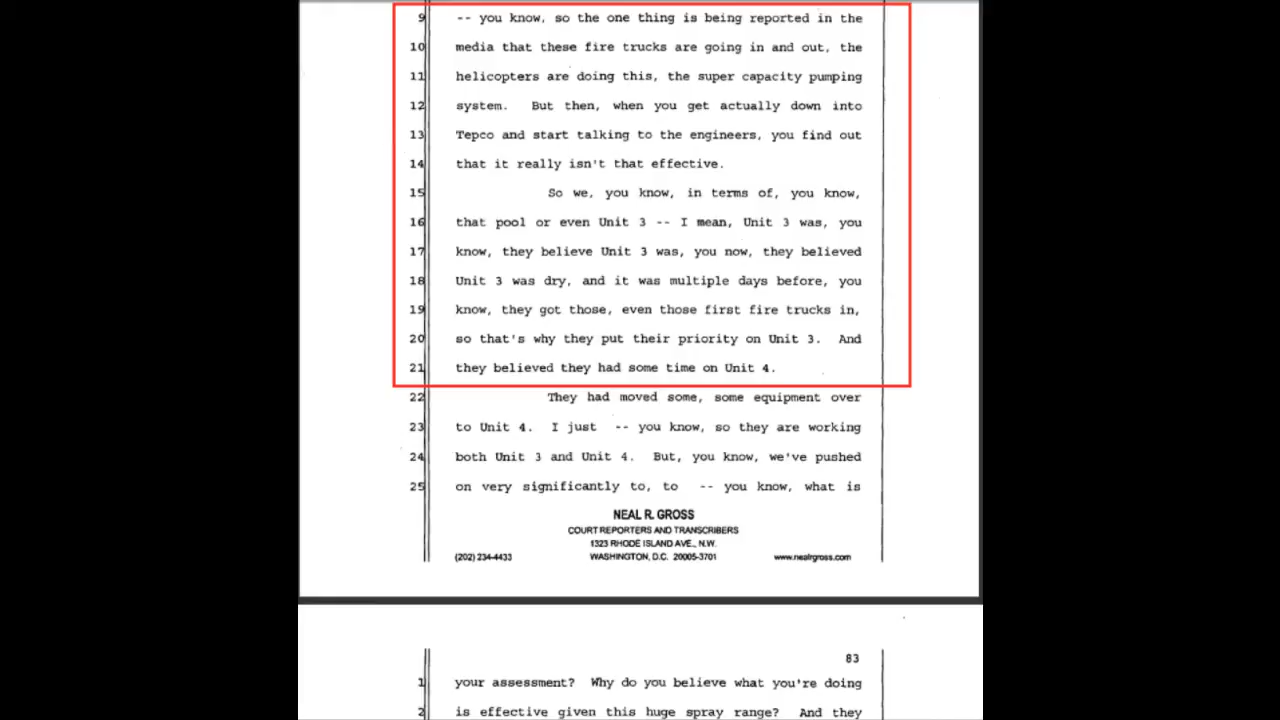 9 -- you know, so the one thing is being reported in the
10 media that these fire trucks are going in and out, the
11 helicopters are doing this, the super capacity pumping
12 system. But then, when you get actually down into
13 Tepco and start talking to the engineers, you find out
14 that it really isn't that effective.
15 So we, you know, in terms of, you know,
16 that pool or even Unit 3 -- I mean, Unit 3 was, you
17 know, they believe Unit 3 was, you now, they believed
18 Unit 3 was dry, and it was multiple days before, you
19 know, they got those, even those first fire trucks in,
20 so that's why they put their priority on Unit 3. And
21 they believed they had some time on Unit 4.
22 They had moved some, some equipment over
23 to Unit 4. I just -- you know, so they are working
24 both Unit 3 and Unit 4. But, you know, we've pushed
25 on very significantly to, to -- you know, what is
NEAL R. GROSS
COURT REPORTERS AND TRANSCRIBERS
1323 RHODE ISLAND AVE., N.W.
(202) 234-4433 WASHINGTON, D.C. 20005-3701 www.nealrgross.com
83
1 your assessment? Why do you believe what you're doing
2 is effective given this huge spray range? And they